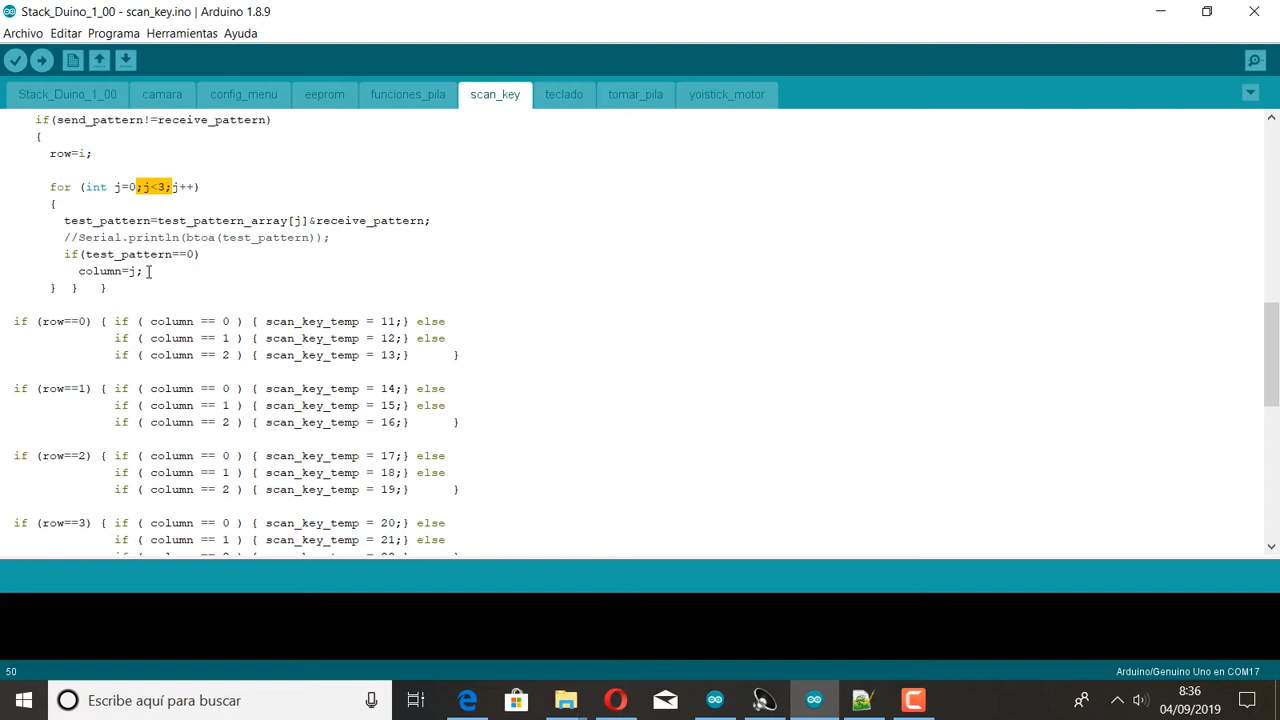 Stack_Duino_1_00 - scan_key.ino | Arduino 1.8.9
Archivo Editar Programa Herramientas Ayuda
Stack_Duino_1_00 camara config_menu eeprom funciones_pila scan_key teclado tomar_pila yoistick_motor
if(send_pattern!=receive_pattern)
{
row=i;
for (int j=0;j<3;j++)
{
test_pattern=test_pattern_array[j]&receive_pattern;
//Serial.println(btoa(test_pattern));
if(test_pattern==0)
column=j;
} } }
if (row==0) { if ( column == 0 ) { scan_key_temp = 11;} else
if ( column == 1 ) { scan_key_temp = 12;} else
if ( column == 2 ) { scan_key_temp = 13;} }
if (row==1) { if ( column == 0 ) { scan_key_temp = 14;} else
if ( column == 1 ) { scan_key_temp = 15;} else
if ( column == 2 ) { scan_key_temp = 16;} }
if (row==2) { if ( column == 0 ) { scan_key_temp = 17;} else
if ( column == 1 ) { scan_key_temp = 18;} else
if ( column == 2 ) { scan_key_temp = 19;} }
if (row==3) { if ( column == 0 ) { scan_key_temp = 20;} else
if ( column == 1 ) { scan_key_temp = 21;} else
50 Arduino/Genuino Uno en COM17
Escribe aquí para buscar
8:36
04/09/2019